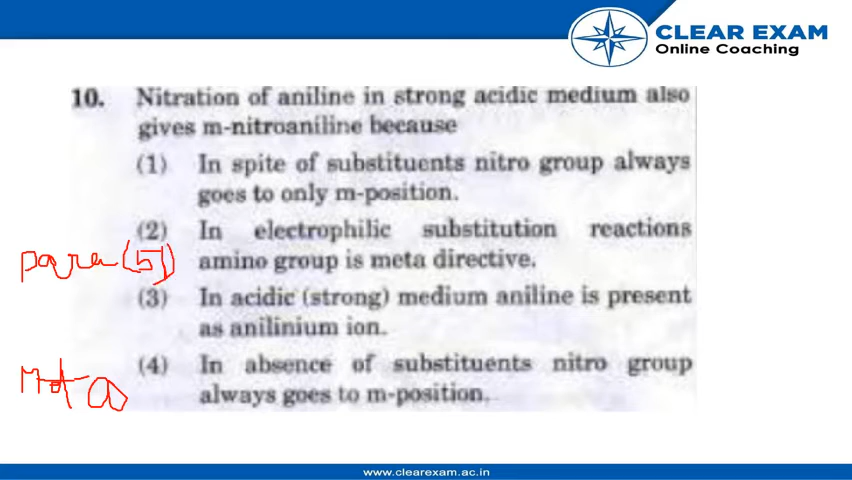 CLEAR EXAM
Online Coaching
10. Nitration of aniline in strong acidic medium also
gives m-nitroaniline because
(1) In spite of substituents nitro group always
goes to only m-position.
(2) In electrophilic substitution reactions
amino group is meta directive.
para (51)
(3) In acidic (strong) medium aniline is present
as anilinium ion.
(4) In absence of substituents nitro group
always goes to m-position.
www.clearexam.ac.in